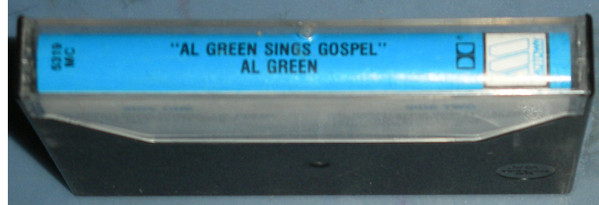 5319
MC
"AL GREEN SINGS GOSPEL"
AL GREEN